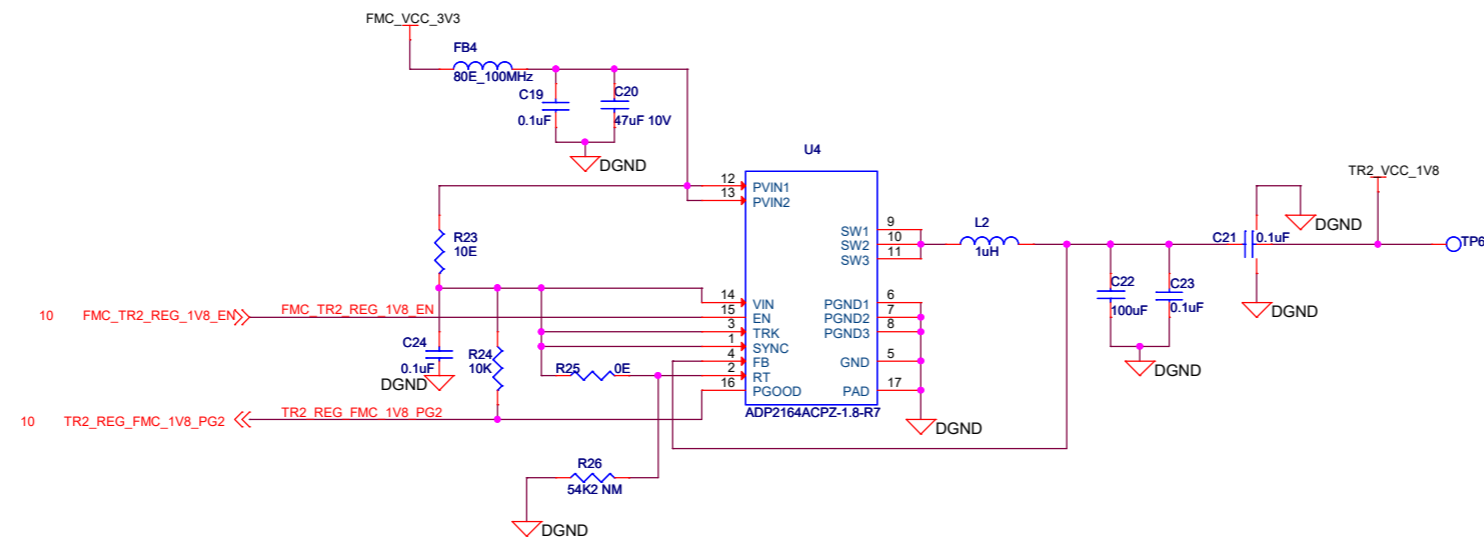 FMC_VCC_3V3
FB4
80E_100MHz
C19
0.1uF
C20
47uF 10V
DGND
U4
12
PVIN1
13
PVIN2
R23
10E
14
VIN
10
FMC_TR2_REG_1V8_EN
FMC_TR2_REG_1V8_EN
15
EN
3
TRK
1
SYNC
4
FB
2
RT
16
PGOOD
C24
0.1uF
DGND
R24
10K
R25
0E
10
TR2_REG_FMC_1V8_PG2
TR2_REG_FMC_1V8_PG2
R26
54K2 NM
DGND
SW1
9
SW2
10
SW3
11
PGND1
6
PGND2
7
PGND3
8
GND
5
PAD
17
ADP2164ACPZ-1.8-R7
DGND
L2
1uH
C22
100uF
C23
0.1uF
DGND
C21
0.1uF
DGND
DGND
TR2_VCC_1V8
TP6